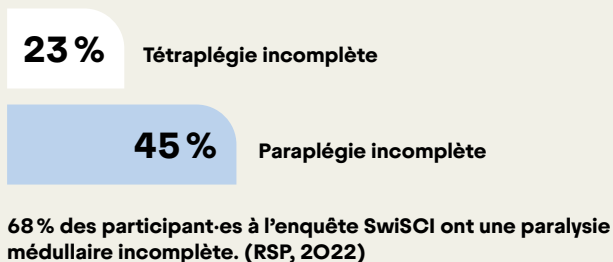 23 % Tétraplégie incomplète
45 % Paraplégie incomplète
68 % des participant·es à l'enquête SwiSCI ont une paralysie
médullaire incomplète. (RSP, 2022)